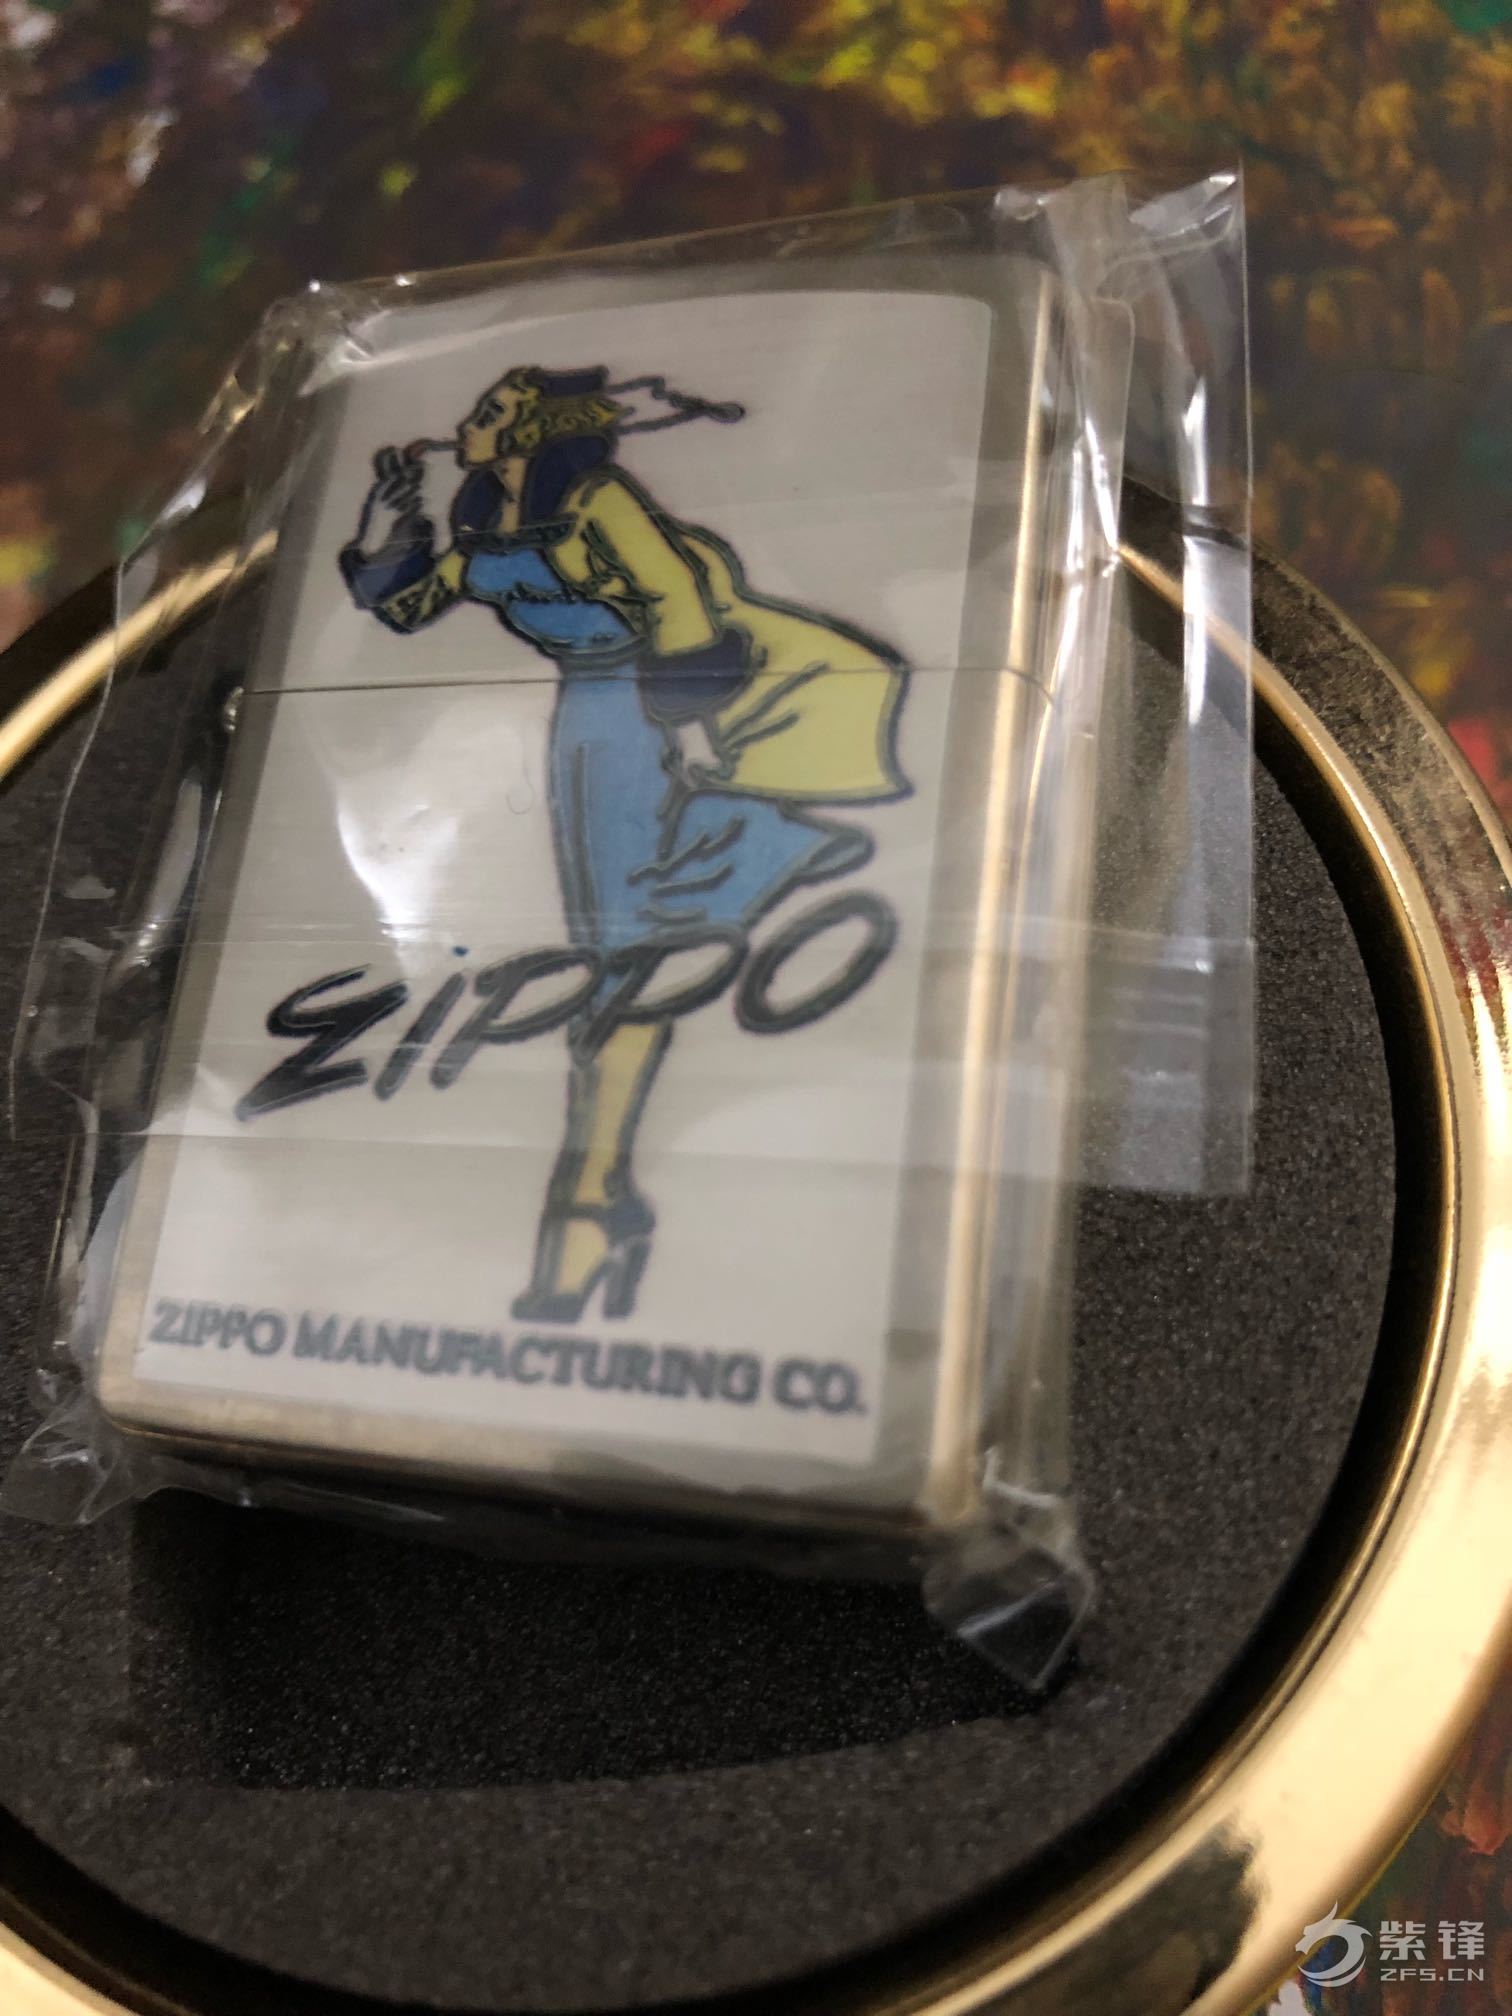 ZIPPO
ZIPPO MANUFACTURING CO.
紫锋
ZFS.CN